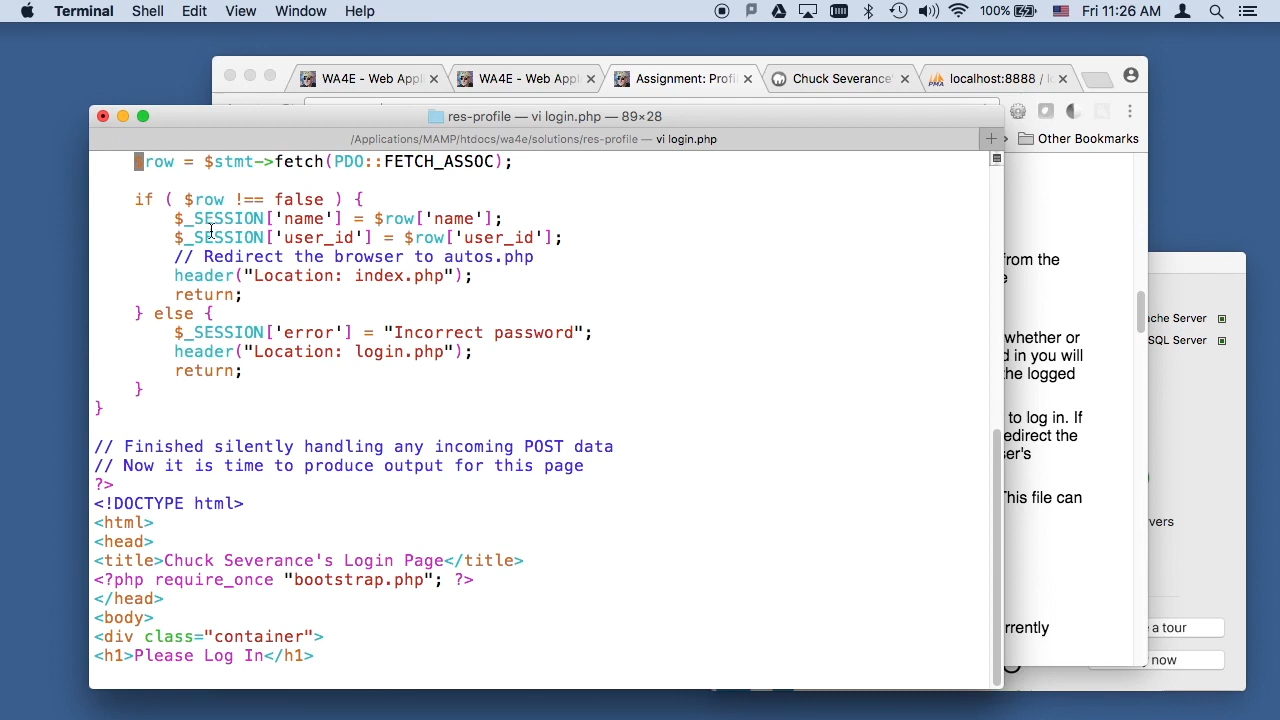 Terminal Shell Edit View Window Help 100% Fri 11:26 AM
WA4E - Web Appl WA4E - Web Appl Assignment: Profi Chuck Severance' localhost:8888 / l
res-profile — vi login.php — 89×28
/Applications/MAMP/htdocs/wa4e/solutions/res-profile — vi login.php
Other Bookmarks
$row = $stmt->fetch(PDO::FETCH_ASSOC);
if ( $row !== false ) {
$_SESSION['name'] = $row['name'];
$_SESSION['user_id'] = $row['user_id'];
// Redirect the browser to autos.php
header("Location: index.php");
return;
} else {
$_SESSION['error'] = "Incorrect password";
header("Location: login.php");
return;
}
}
// Finished silently handling any incoming POST data
// Now it is time to produce output for this page
?>
<!DOCTYPE html>
<html>
<head>
<title>Chuck Severance's Login Page</title>
<?php require_once "bootstrap.php"; ?>
</head>
<body>
<div class="container">
<h1>Please Log In</h1>
from the
whether or
d in you will
the logged
to log in. If
edirect the
ser's
This file can
rrently
ache Server
SQL Server
rvers
e a tour
now